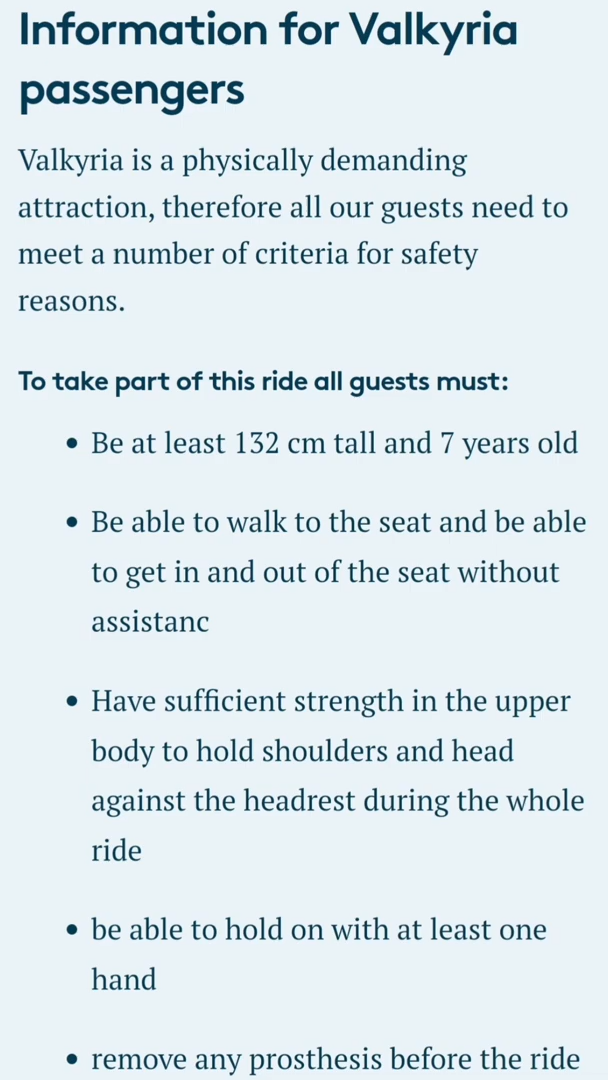 Information for Valkyria
passengers
Valkyria is a physically demanding
attraction, therefore all our guests need to
meet a number of criteria for safety
reasons.
To take part of this ride all guests must:
• Be at least 132 cm tall and 7 years old
• Be able to walk to the seat and be able
to get in and out of the seat without
assistanc
• Have sufficient strength in the upper
body to hold shoulders and head
against the headrest during the whole
ride
• be able to hold on with at least one
hand
• remove any prosthesis before the ride